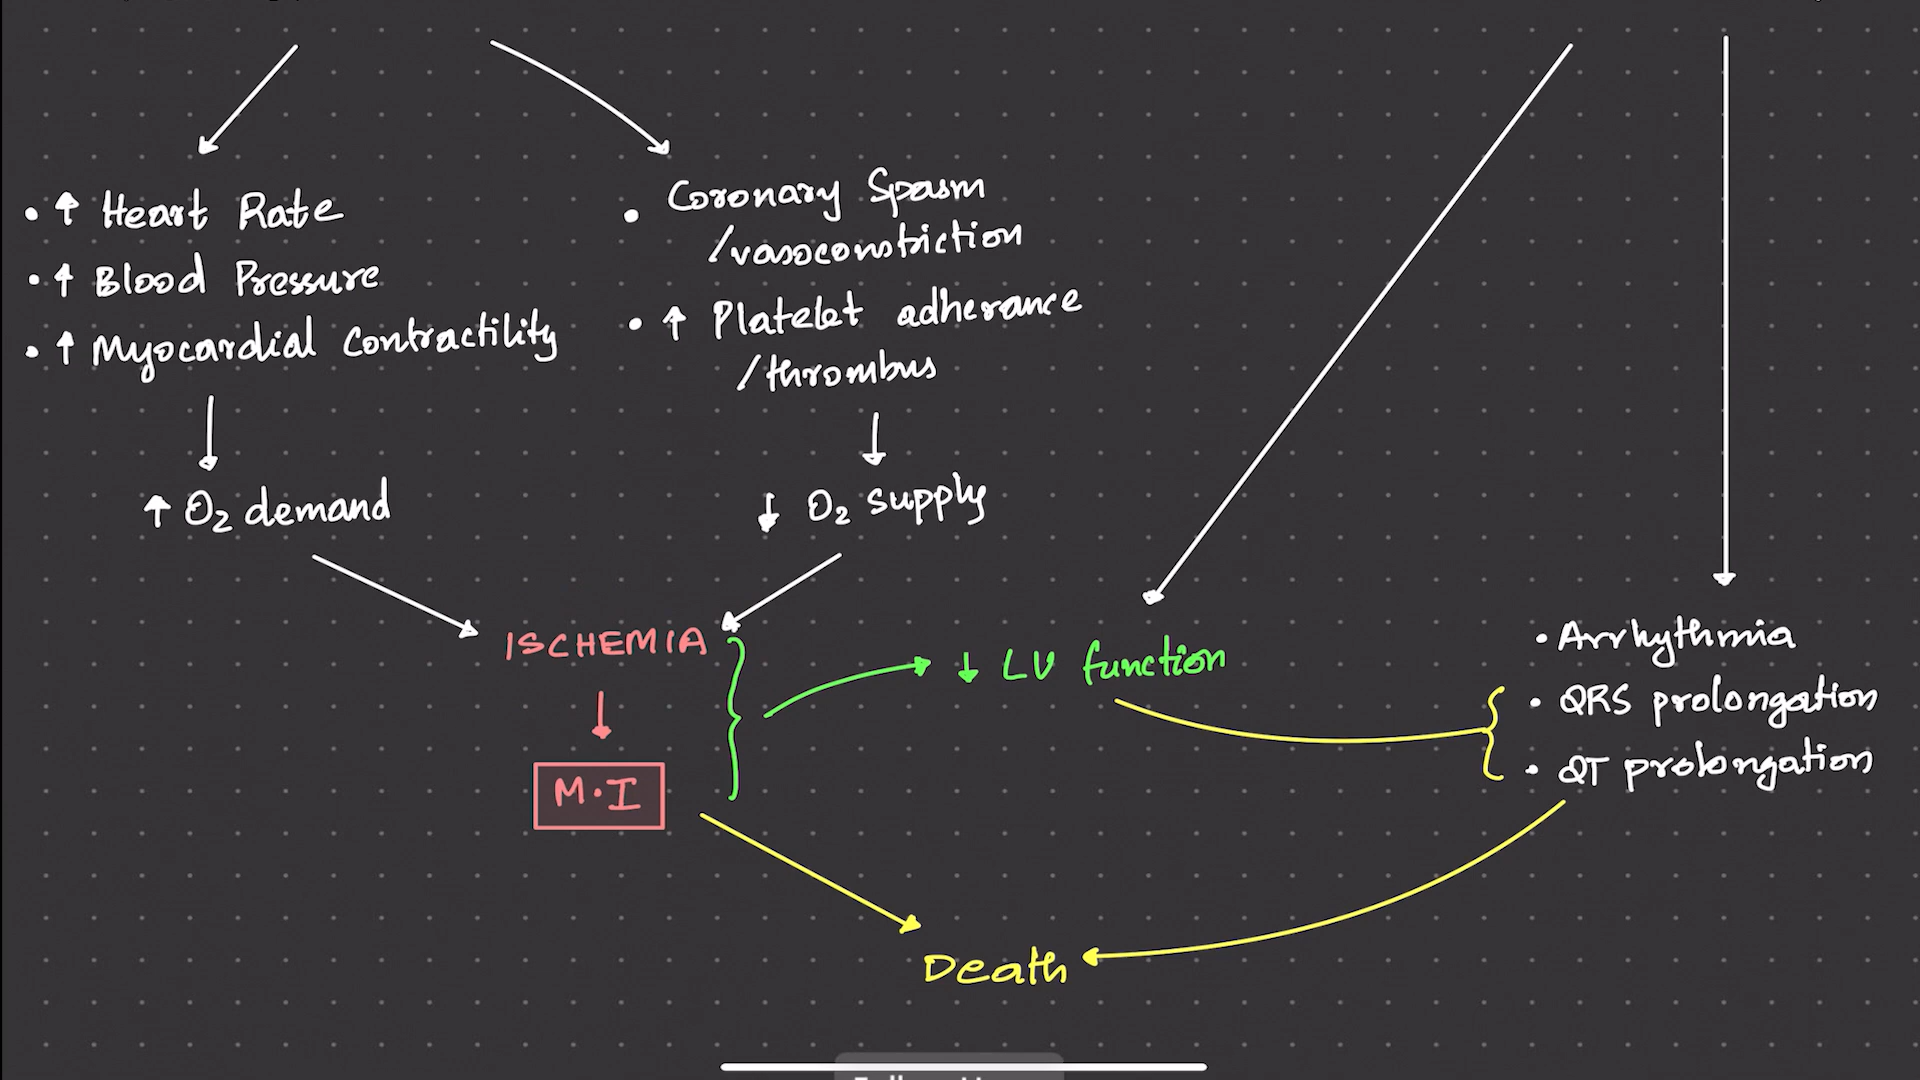 • ↑ Heart Rate
• ↑ Blood Pressure
• ↑ Myocardial Contractility
↑ O2 demand
• Coronary Spasm
/vasoconstriction
• ↑ Platelet adherance
/thrombus
↓ O2 supply
ISCHEMIA
M.I
↓ LV function
• Arrhythmia
• QRS prolongation
• QT prolongation
Death